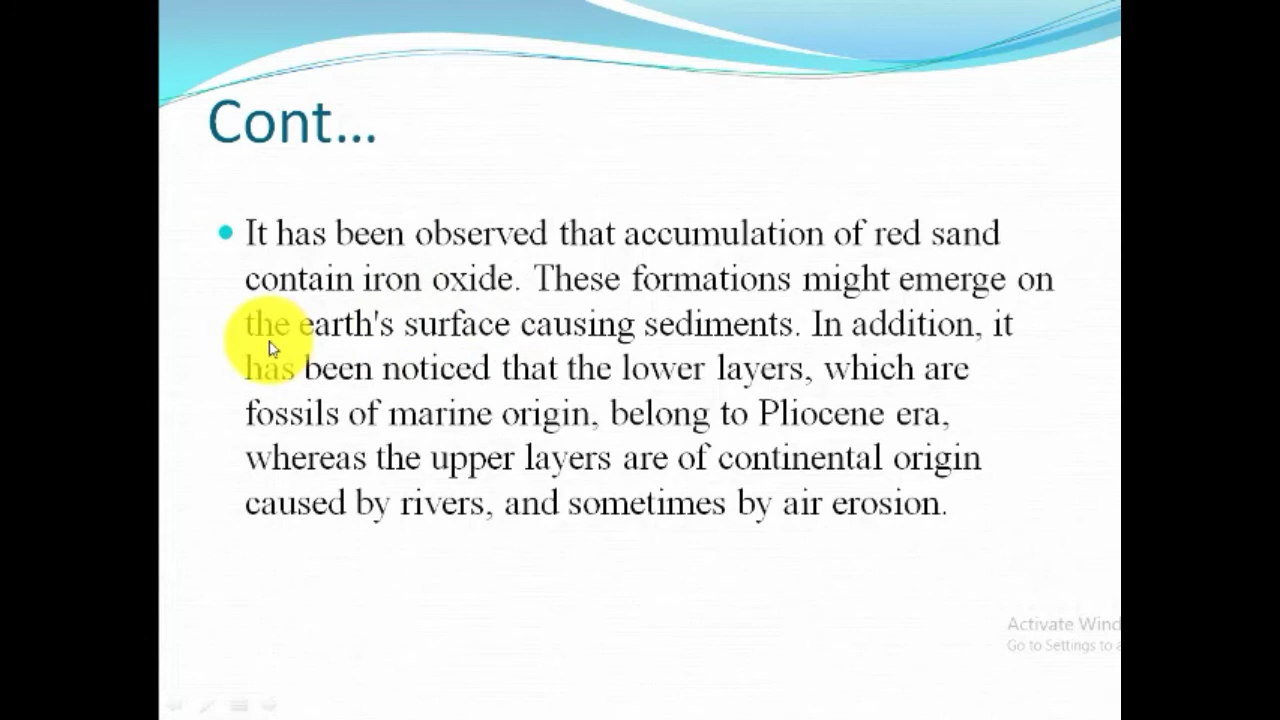 Cont...
It has been observed that accumulation of red sand
contain iron oxide. These formations might emerge on
the earth's surface causing sediments. In addition, it
has been noticed that the lower layers, which are
fossils of marine origin, belong to Pliocene era,
whereas the upper layers are of continental origin
caused by rivers, and sometimes by air erosion.
Activate Wind
Go to Settings to a